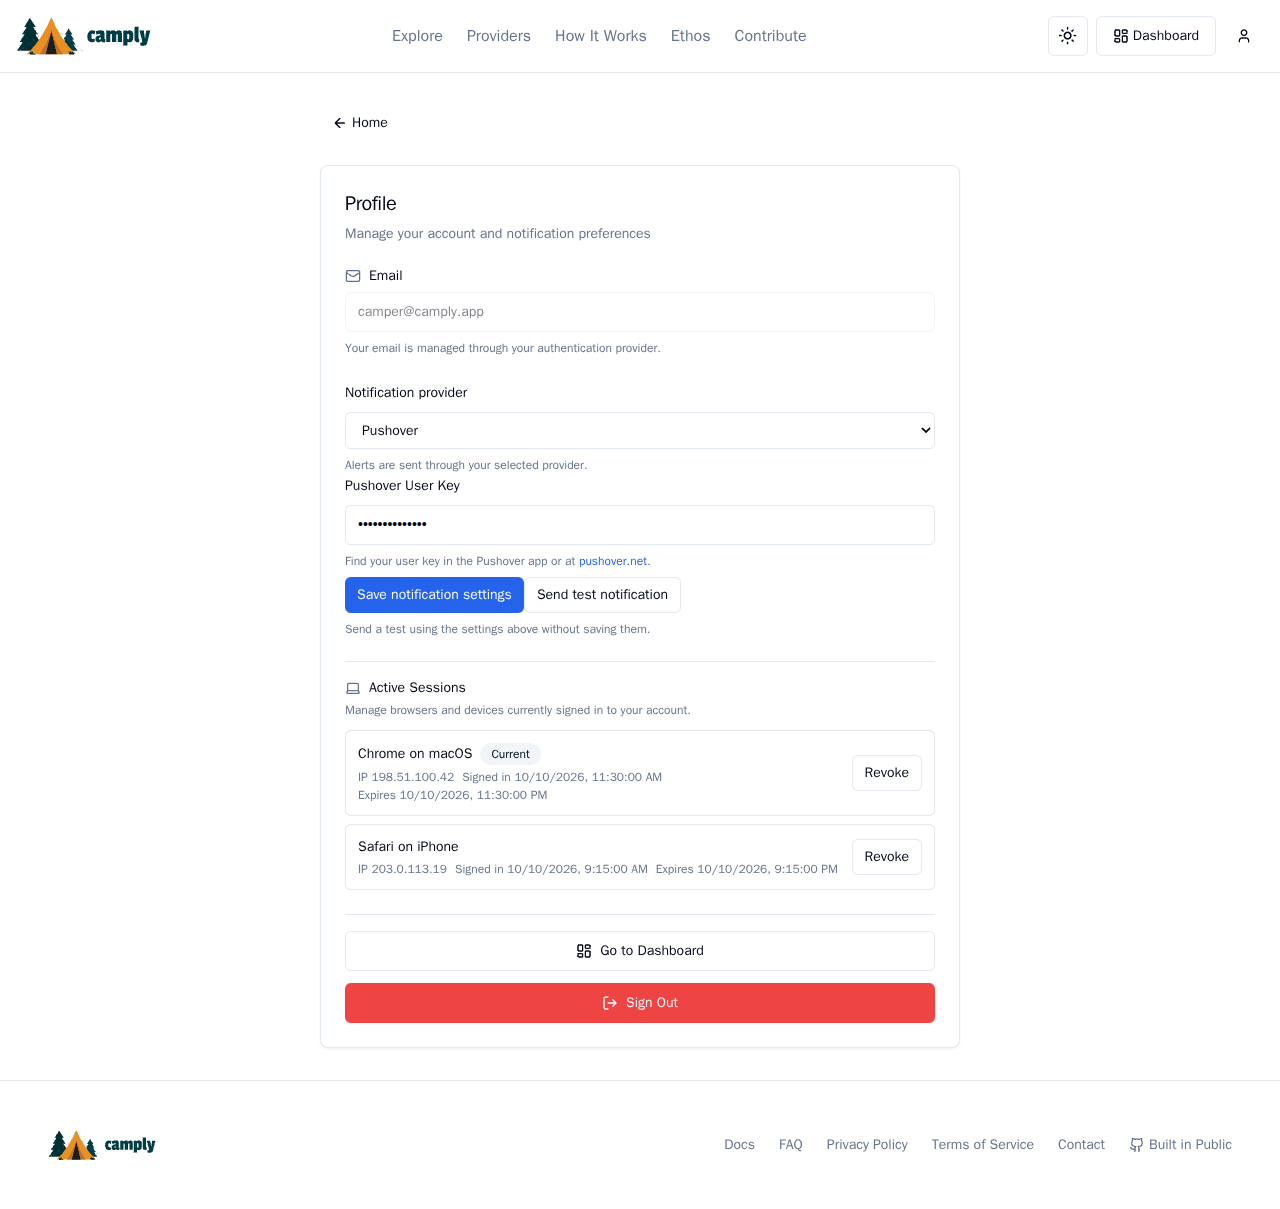 camply
Explore Providers How It Works Ethos Contribute
Dashboard
Home
Profile
Manage your account and notification preferences
Email
camper@camply.app
Your email is managed through your authentication provider.
Notification provider
Pushover
Alerts are sent through your selected provider.
Pushover User Key
••••••••••••••
Find your user key in the Pushover app or at pushover.net.
Save notification settings Send test notification
Send a test using the settings above without saving them.
Active Sessions
Manage browsers and devices currently signed in to your account.
Chrome on macOS Current
IP 198.51.100.42 Signed in 10/10/2026, 11:30:00 AM
Expires 10/10/2026, 11:30:00 PM
Revoke
Safari on iPhone
IP 203.0.113.19 Signed in 10/10/2026, 9:15:00 AM Expires 10/10/2026, 9:15:00 PM
Revoke
Go to Dashboard
Sign Out
camply
Docs FAQ Privacy Policy Terms of Service Contact Built in Public